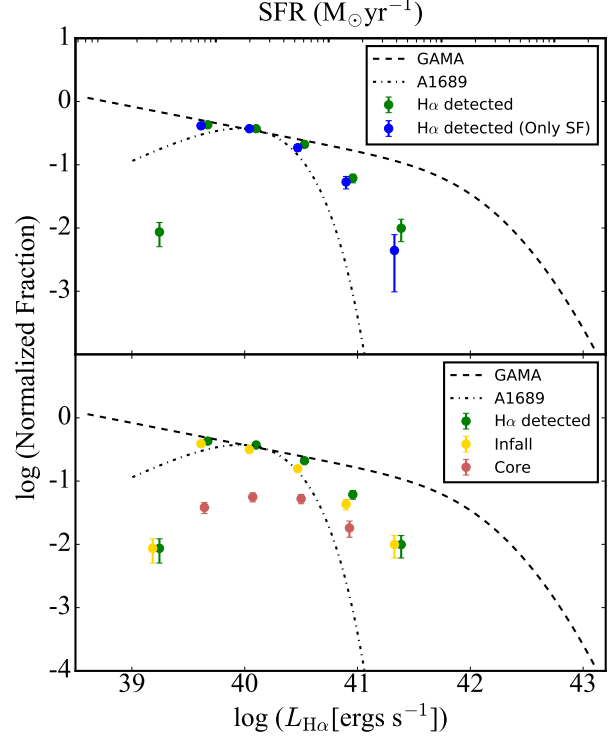 SFR (M⊙yr−1)
1
0
−1
−2
−3
GAMA
A1689
Hα detected
Hα detected (Only SF)
log (Normalized Fraction)
0
−1
−2
−3
−4
GAMA
A1689
Hα detected
Infall
Core
39 40 41 42 43
log (LHα[ergs s−1])